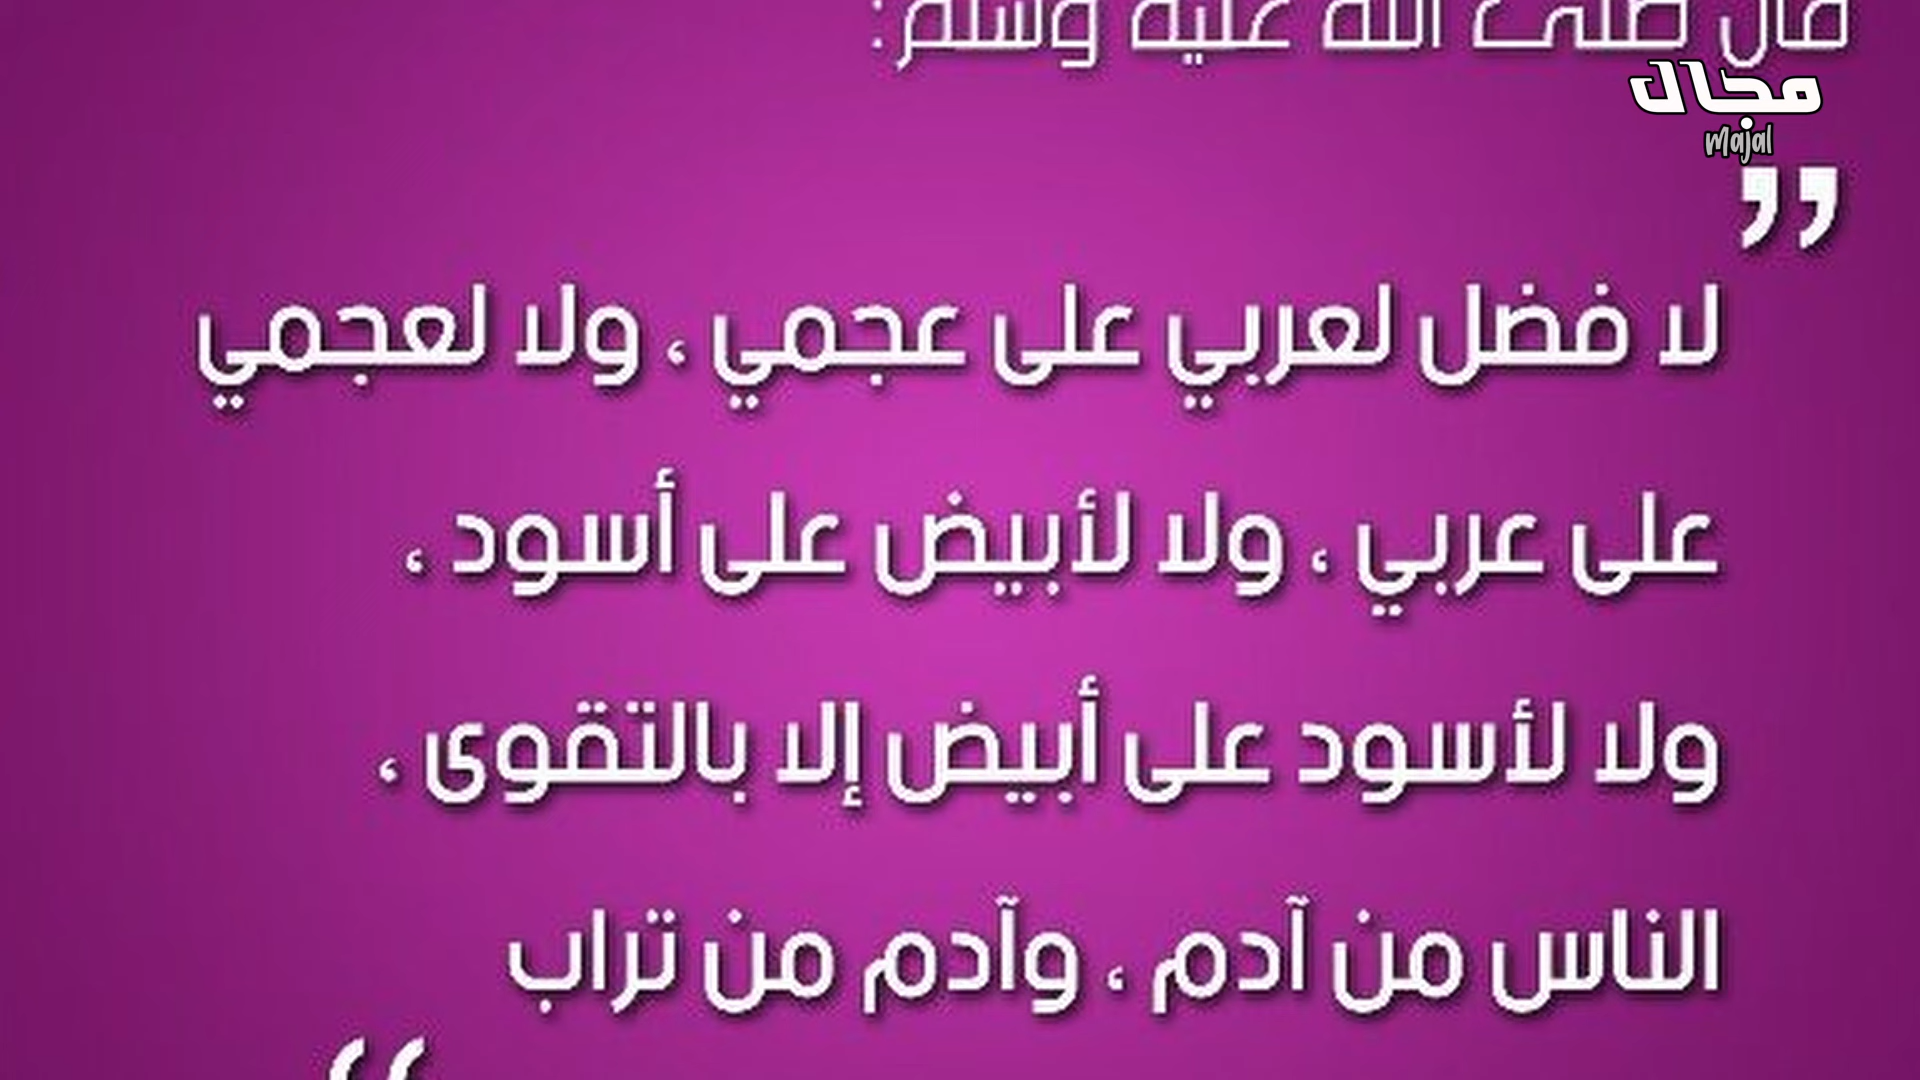 قال صلى الله عليه وسلم:
مجال
majal
”
لا فضل لعربي على عجمي ، ولا لعجمي
على عربي ، ولا لأبيض على أسود ،
ولا لأسود على أبيض إلا بالتقوى ،
الناس من آدم ، وآدم من تراب
“